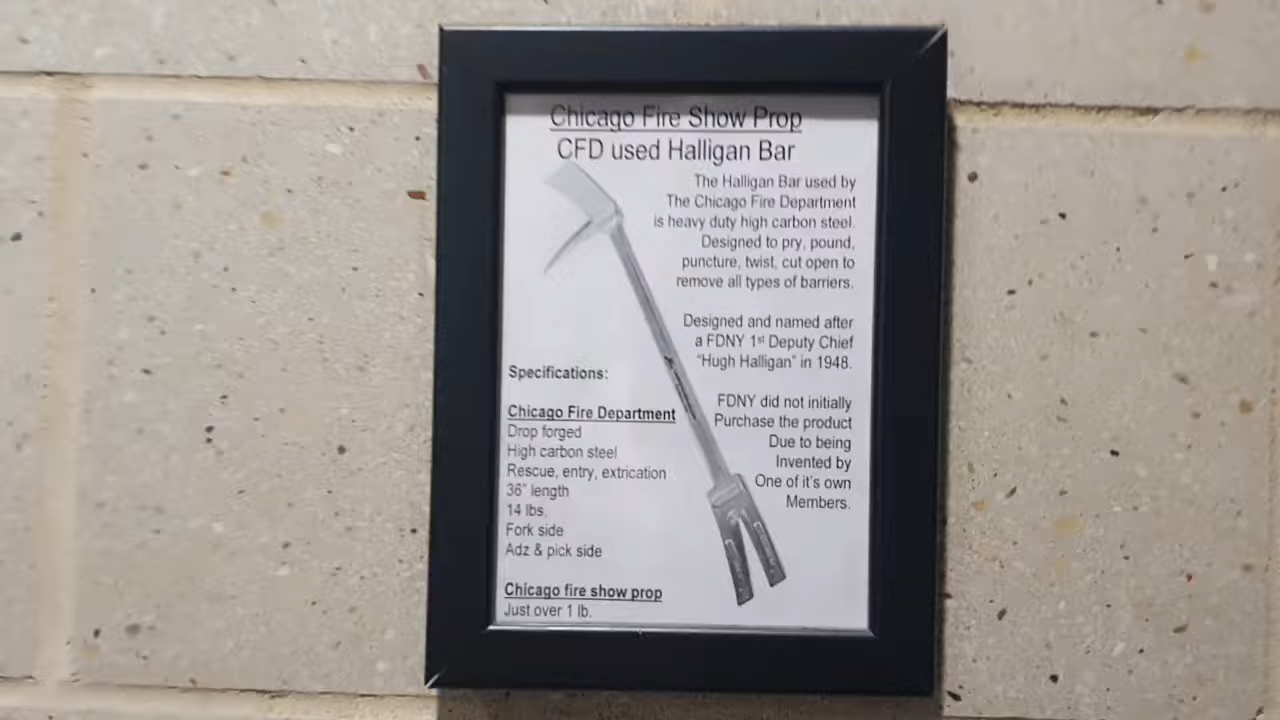 Chicago Fire Show Prop
CFD used Halligan Bar
The Halligan Bar used by
The Chicago Fire Department
is heavy duty high carbon steel.
Designed to pry, pound,
puncture, twist, cut open to
remove all types of barriers.
Designed and named after
a FDNY 1st Deputy Chief
“Hugh Halligan” in 1948.
FDNY did not initially
Purchase the product
Due to being
Invented by
One of it’s own
Members.
Specifications:
Chicago Fire Department
Drop forged
High carbon steel
Rescue, entry, extrication
36” length
14 lbs.
Fork side
Adz & pick side
Chicago fire show prop
Just over 1 lb.